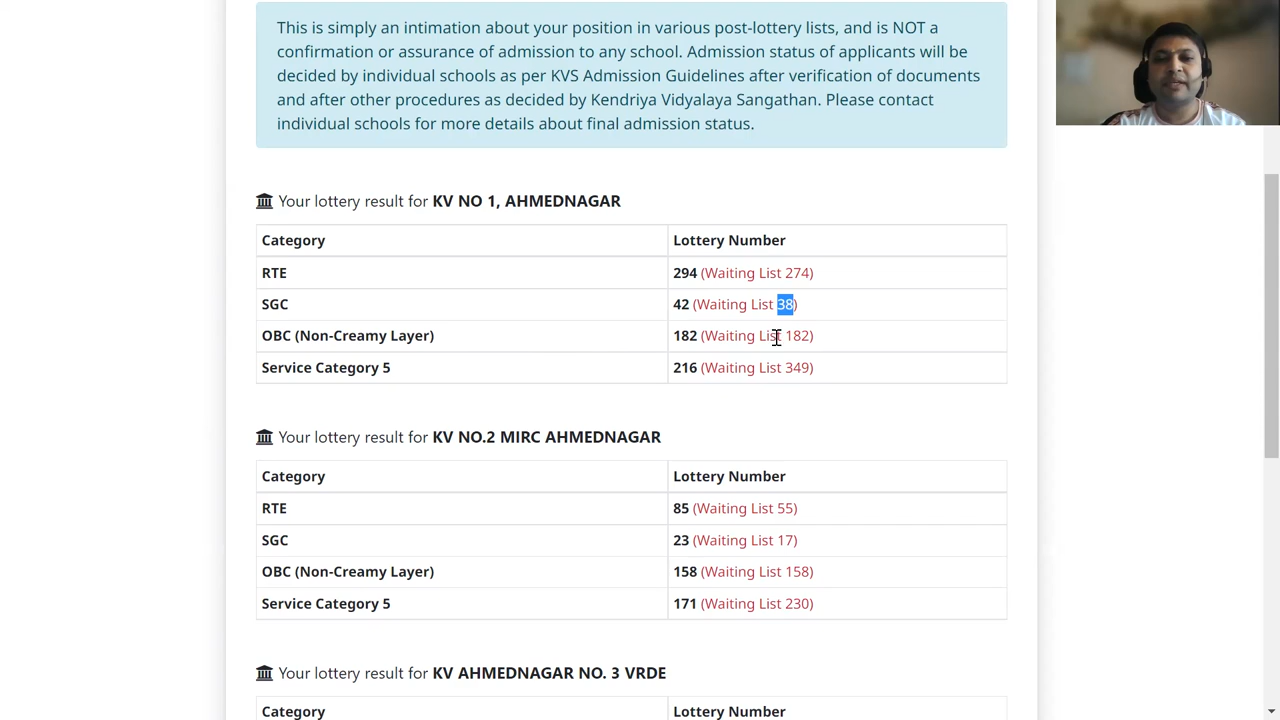 This is simply an intimation about your position in various post-lottery lists, and is NOT a
confirmation or assurance of admission to any school. Admission status of applicants will be
decided by individual schools as per KVS Admission Guidelines after verification of documents
and after other procedures as decided by Kendriya Vidyalaya Sangathan. Please contact
individual schools for more details about final admission status.
Your lottery result for KV NO 1, AHMEDNAGAR
Category Lottery Number
RTE 294 (Waiting List 274)
SGC 42 (Waiting List 38)
OBC (Non-Creamy Layer) 182 (Waiting List 182)
Service Category 5 216 (Waiting List 349)
Your lottery result for KV NO.2 MIRC AHMEDNAGAR
Category Lottery Number
RTE 85 (Waiting List 55)
SGC 23 (Waiting List 17)
OBC (Non-Creamy Layer) 158 (Waiting List 158)
Service Category 5 171 (Waiting List 230)
Your lottery result for KV AHMEDNAGAR NO. 3 VRDE
Category Lottery Number